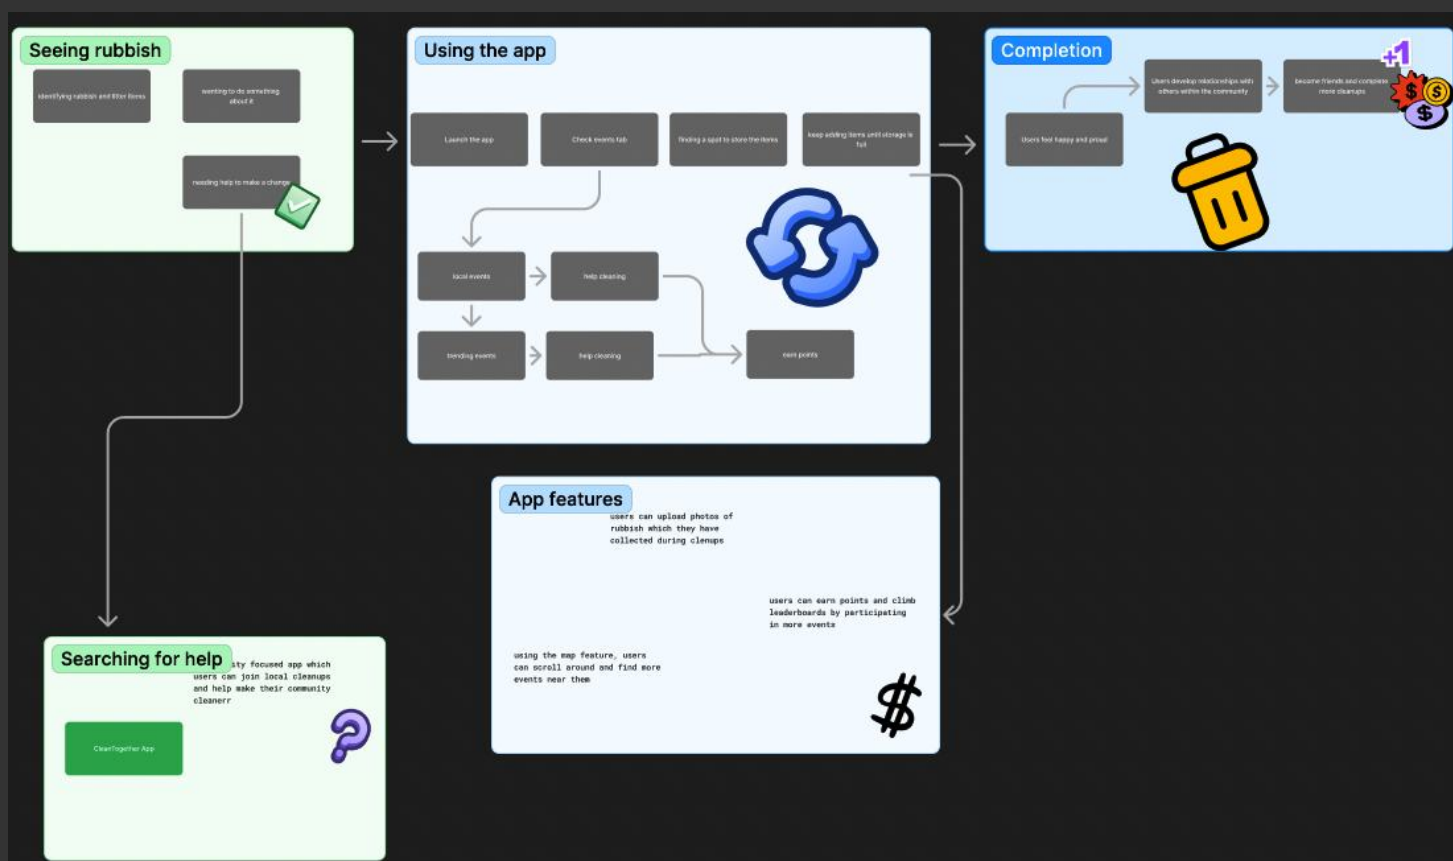 Seeing rubbish
identifying rubbish and litter items
wanting to do something
about it
needing help to make a change
Using the app
Launch the app
Check events tab
finding a spot to store the items
keep adding items until storage is
full
local events
help cleaning
trending events
help cleaning
earn points
Completion
+1
Users feel happy and proud
Users develop relationships with
others within the community
become friends and complete
more cleanups
$
$
$
App features
users can upload photos of
rubbish which they have
collected during clenups
users can earn points and climb
leaderboards by participating
in more events
using the map feature, users
can scroll around and find more
events near them
$
Searching for help
ity focused app which
users can join local cleanups
and help make their community
cleanerr
?
CleanTogether App